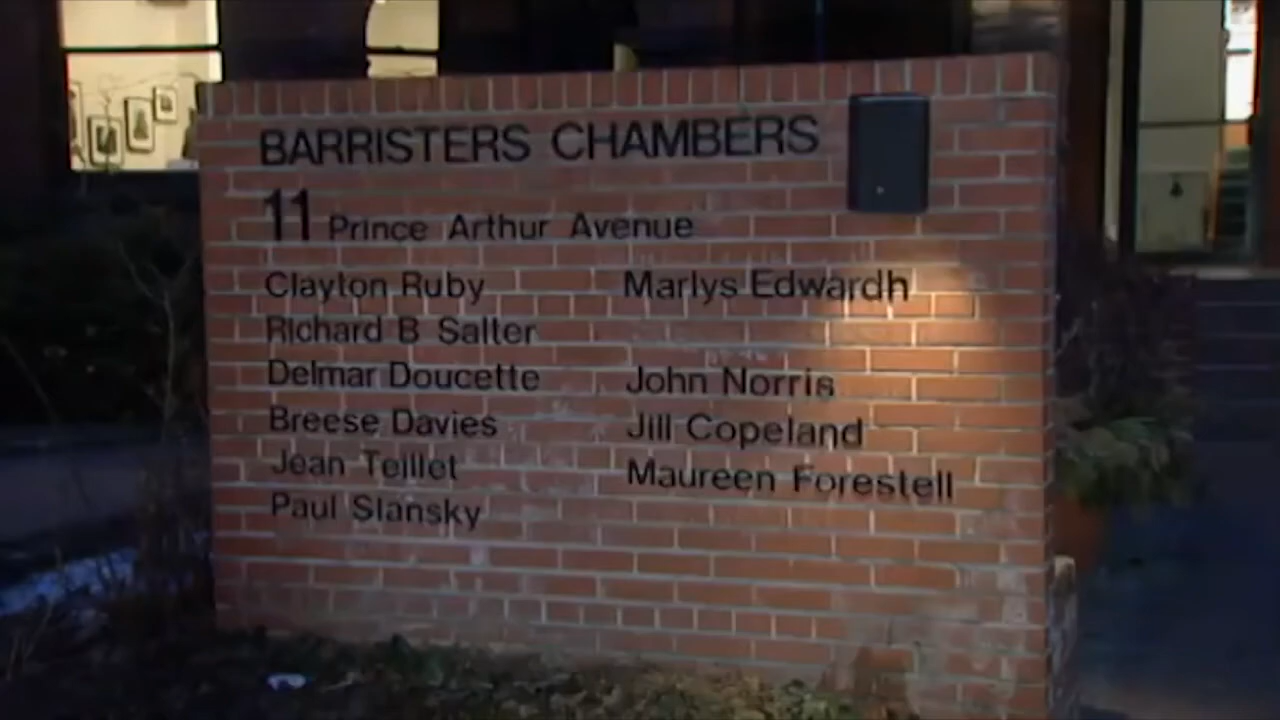 BARRISTERS CHAMBERS
11 Prince Arthur Avenue
Clayton Ruby
Richard B Salter
Delmar Doucette
Breese Davies
Jean Teillet
Paul Slansky
Marlys Edwardh
John Norris
Jill Copeland
Maureen Forestell